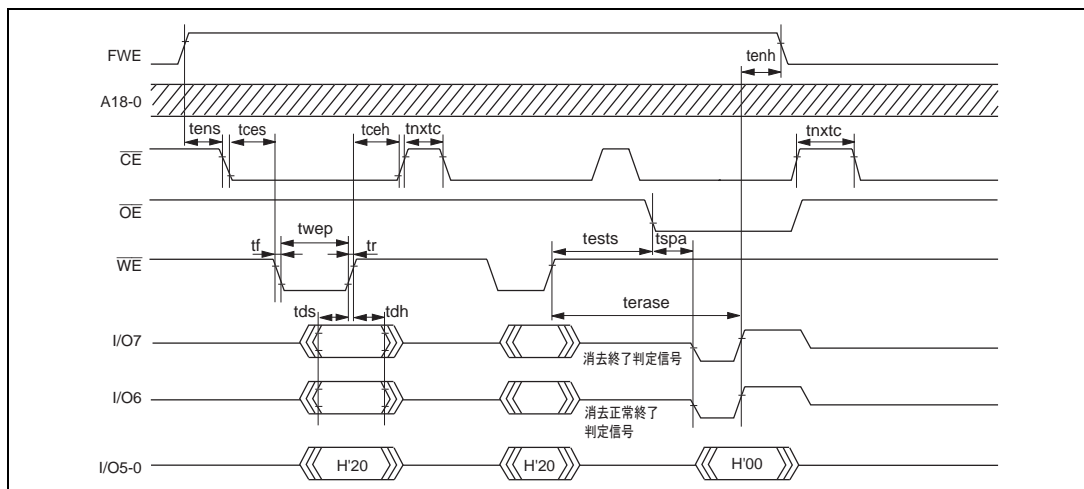 FWE
tenh
A18-0
tens tces tceh tnxtc tnxtc
CE
OE
twep
tests tspa
tf tr
WE
tds tdh terase
I/O7
消去終了判定信号
I/O6
消去正常終了
判定信号
I/O5-0 H'20 H'20 H'00